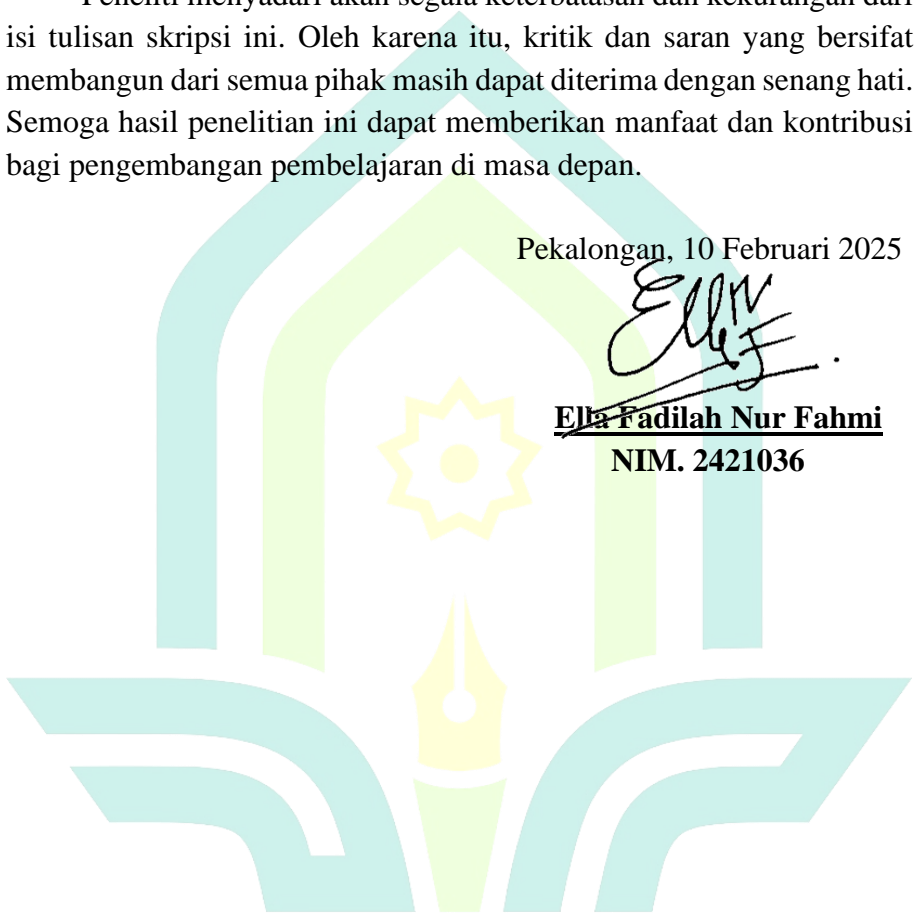 Peneliti menyadari akan segala keterbatasan dan kekurangan dari
isi tulisan skripsi ini. Oleh karena itu, kritik dan saran yang bersifat
membangun dari semua pihak masih dapat diterima dengan senang hati.
Semoga hasil penelitian ini dapat memberikan manfaat dan kontribusi
bagi pengembangan pembelajaran di masa depan.
Pekalongan, 10 Februari 2025
Ella Fadilah Nur Fahmi
NIM. 2421036